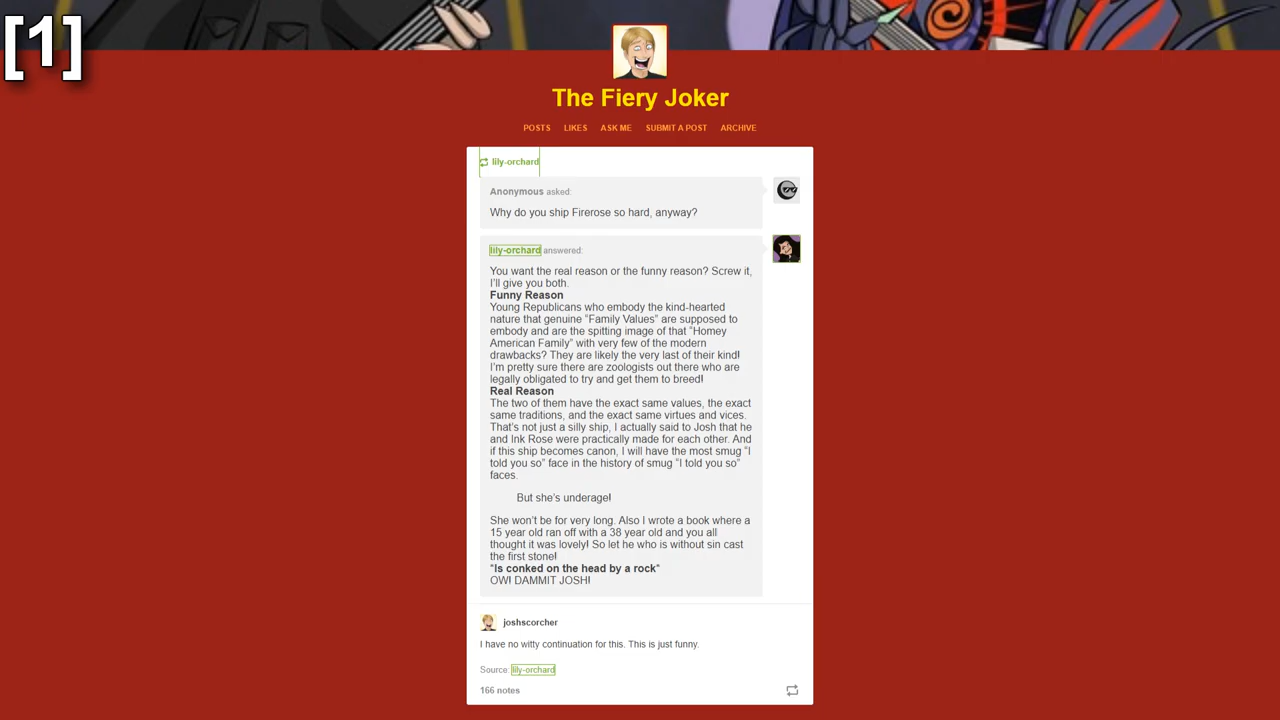 [1]
The Fiery Joker
POSTS LIKES ASK ME SUBMIT A POST ARCHIVE
lily-orchard
Anonymous asked:
Why do you ship Firerose so hard, anyway?
lily-orchard answered:
You want the real reason or the funny reason? Screw it,
I'll give you both.
Funny Reason
Young Republicans who embody the kind-hearted
nature that genuine “Family Values” are supposed to
embody and are the spitting image of that “Homey
American Family” with very few of the modern
drawbacks? They are likely the very last of their kind!
I'm pretty sure there are zoologists out there who are
legally obligated to try and get them to breed!
Real Reason
The two of them have the exact same values, the exact
same traditions, and the exact same virtues and vices.
That's not just a silly ship, I actually said to Josh that he
and Ink Rose were practically made for each other. And
if this ship becomes canon, I will have the most smug “I
told you so” face in the history of smug “I told you so”
faces.
But she's underage!
She won't be for very long. Also I wrote a book where a
15 year old ran off with a 38 year old and you all
thought it was lovely! So let he who is without sin cast
the first stone!
*Is conked on the head by a rock*
OW! DAMMIT JOSH!
joshscorcher
I have no witty continuation for this. This is just funny.
Source: lily-orchard
166 notes